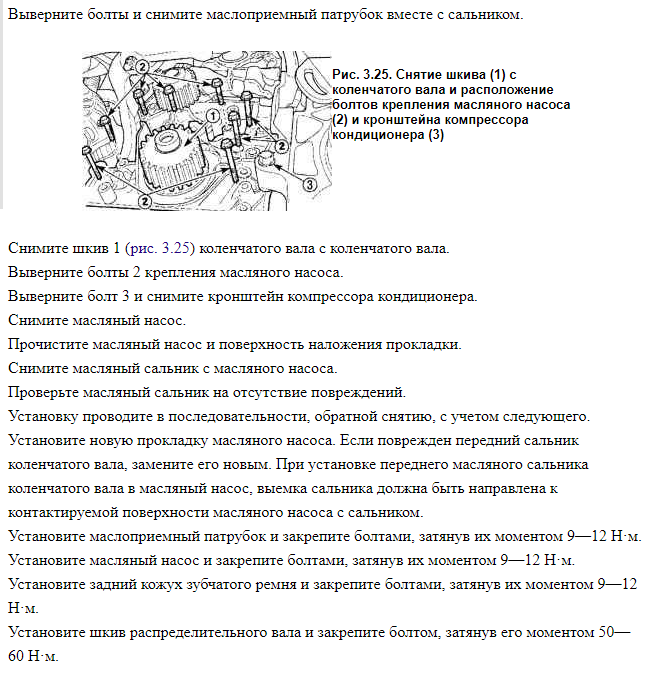 Выверните болты и снимите маслоприемный патрубок вместе с сальником.
2
1
2
2
3
Рис. 3.25. Снятие шкива (1) с
коленчатого вала и расположение
болтов крепления масляного насоса
(2) и кронштейна компрессора
кондиционера (3)
Снимите шкив 1 (рис. 3.25) коленчатого вала с коленчатого вала.
Выверните болты 2 крепления масляного насоса.
Выверните болт 3 и снимите кронштейн компрессора кондиционера.
Снимите масляный насос.
Прочистите масляный насос и поверхность наложения прокладки.
Снимите масляный сальник с масляного насоса.
Проверьте масляный сальник на отсутствие повреждений.
Установку проводите в последовательности, обратной снятию, с учетом следующего.
Установите новую прокладку масляного насоса. Если поврежден передний сальник
коленчатого вала, замените его новым. При установке переднего масляного сальника
коленчатого вала в масляный насос, выемка сальника должна быть направлена к
контактируемой поверхности масляного насоса с сальником.
Установите маслоприемный патрубок и закрепите болтами, затянув их моментом 9—12 Н·м.
Установите масляный насос и закрепите болтами, затянув их моментом 9—12 Н·м.
Установите задний кожух зубчатого ремня и закрепите болтами, затянув их моментом 9—12
Н·м.
Установите шкив распределительного вала и закрепите болтом, затянув его моментом 50—
60 Н·м.